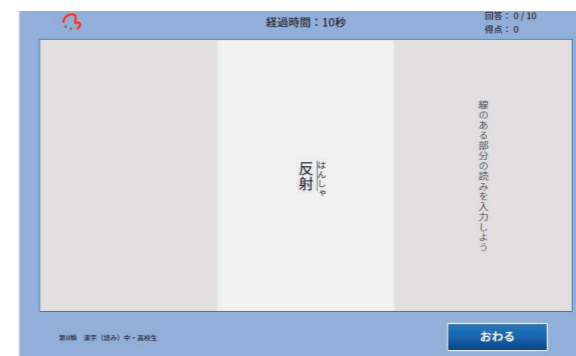 経過時間：10秒
回答：0/10
得点：0
線のある部分の読みを入力しよう
反射
はんしゃ
漢字（読み）中・高校生
おわる